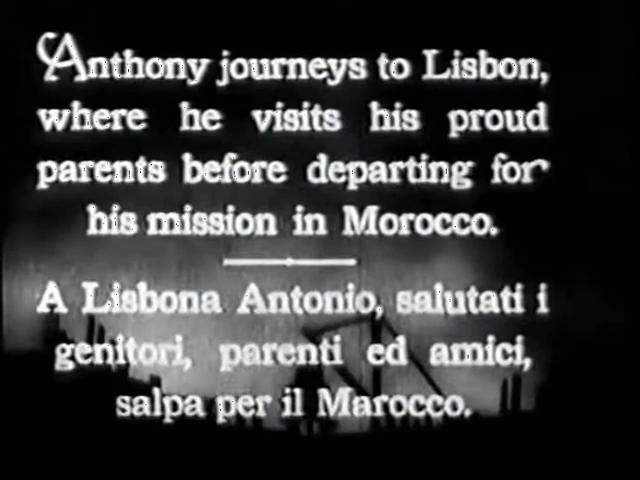 Anthony journeys to Lisbon,
where he visits his proud
parents before departing for
his mission in Morocco.
A Lisbona Antonio, salutati i
genitori, parenti ed amici,
salpa per il Marocco.